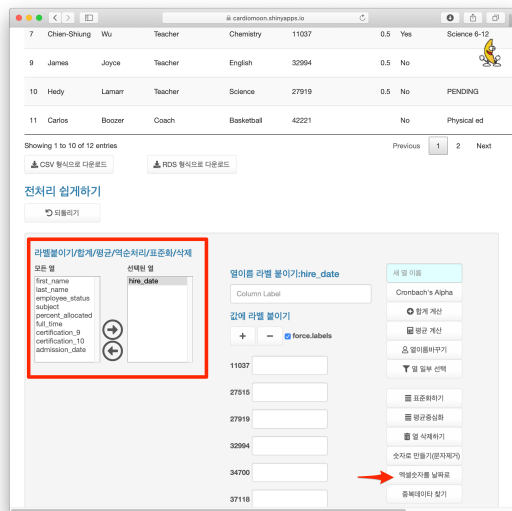 cardiomoon.shinyapps.io
7 Chien-Shiung Wu Teacher Chemistry 11037 0.5 Yes Science 6-12
9 James Joyce Teacher English 32994 0.5 No
10 Hedy Lamarr Teacher Science 27919 0.5 No PENDING
11 Carlos Boozer Coach Basketball 42221 No Physical ed
Showing 1 to 10 of 12 entries
Previous 1 2 Next
CSV 형식으로 다운로드 RDS 형식으로 다운로드
전처리 쉽게하기
되돌리기
라벨붙이기/합계/평균/역순처리/표준화/삭제
모든 열 선택된 열
first_name
last_name
employee_status
subject
percent_allocated
full_time
certification_9
certification_10
admission_date
hire_date
열이름 라벨 붙이기:hire_date
Column Label
값에 라벨 붙이기
+ − force.labels
11037
27515
27919
32994
34700
37118
새 열 이름
Cronbach's Alpha
합계 계산
평균 계산
열이름바꾸기
열 일부 선택
표준화하기
평균중심화
열 삭제하기
숫자로 만들기(문자제거)
엑셀숫자를 날짜로
중복데이타 찾기